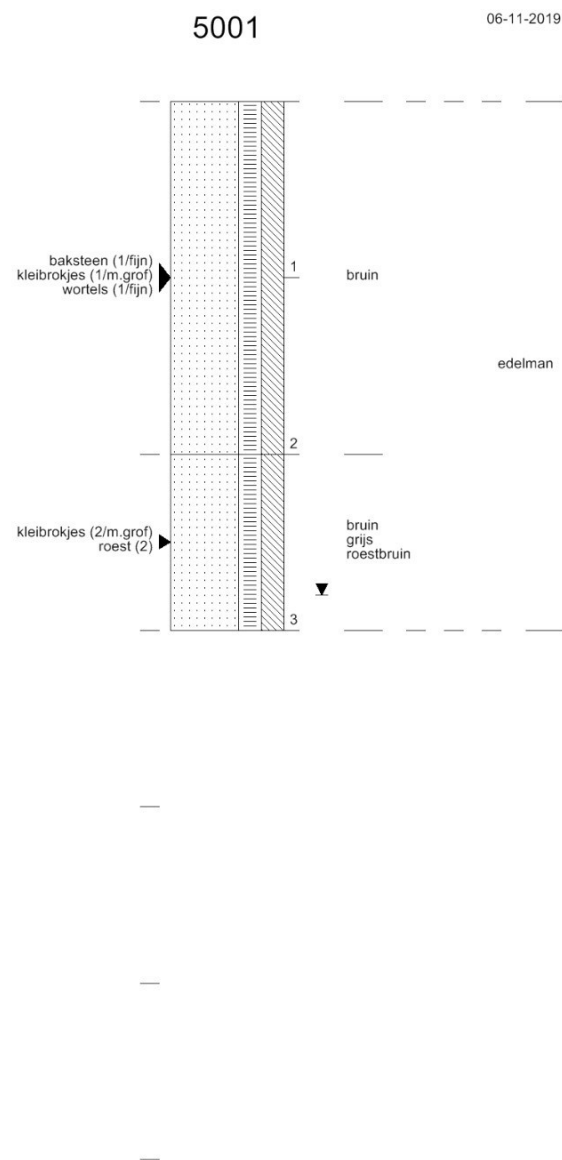 5001
06-11-2019
baksteen (1/fijn)
kleibrokjes (1/m.grof)
wortels (1/fijn)
1
bruin
edelman
2
kleibrokjes (2/m.grof)
roest (2)
bruin
grijs
roestbruin
3